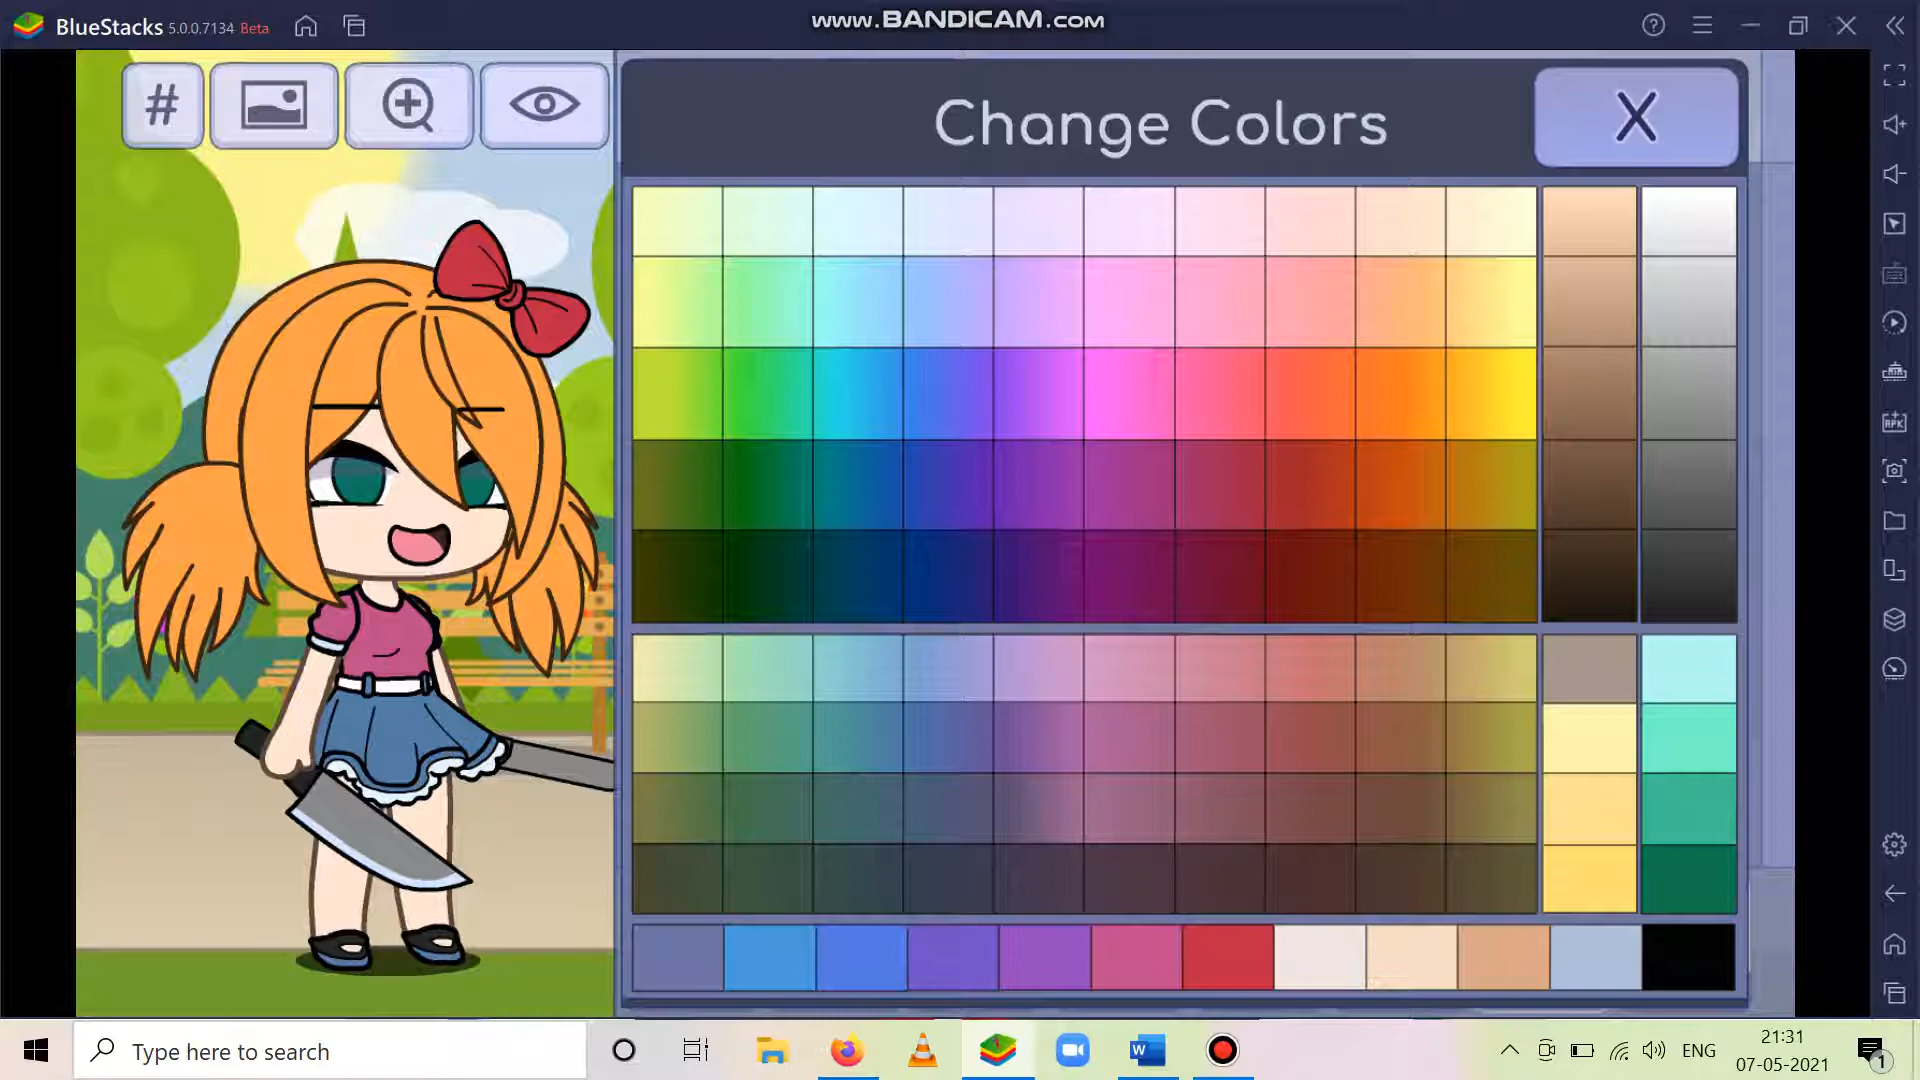 BlueStacks 5.0.0.7134 Beta
www.BANDICAM.com
#
Change Colors
X
APK
Type here to search
W
ENG
21:31
07-05-2021
1